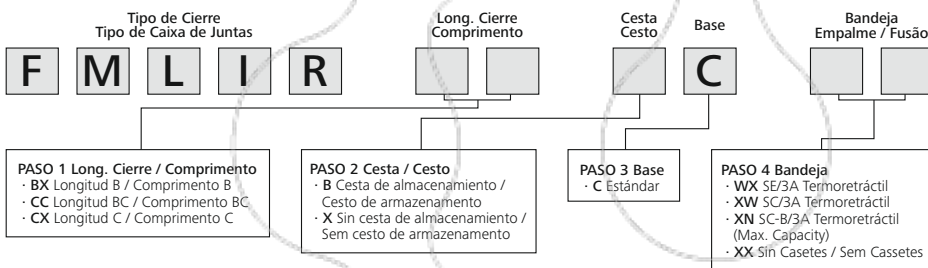 Tipo de Cierre
Tipo de Caixa de Juntas
Long. Cierre
Comprimento
Cesta
Cesto
Base
Bandeja
Empalme / Fusão
F M L I R C
PASO 1 Long. Cierre / Comprimento
· BX Longitud B / Comprimento B
· CC Longitud BC / Comprimento BC
· CX Longitud C / Comprimento C
PASO 2 Cesta / Cesto
· B Cesta de almacenamiento /
Cesto de armazenamento
· X Sin cesta de almacenamiento /
Sem cesto de armazenamento
PASO 3 Base
· C Estándar
PASO 4 Bandeja
· WX SE/3A Termoretráctil
· XW SC/3A Termoretráctil
· XN SC-B/3A Termoretráctil
(Max. Capacity)
· XX Sin Casetes / Sem Cassetes